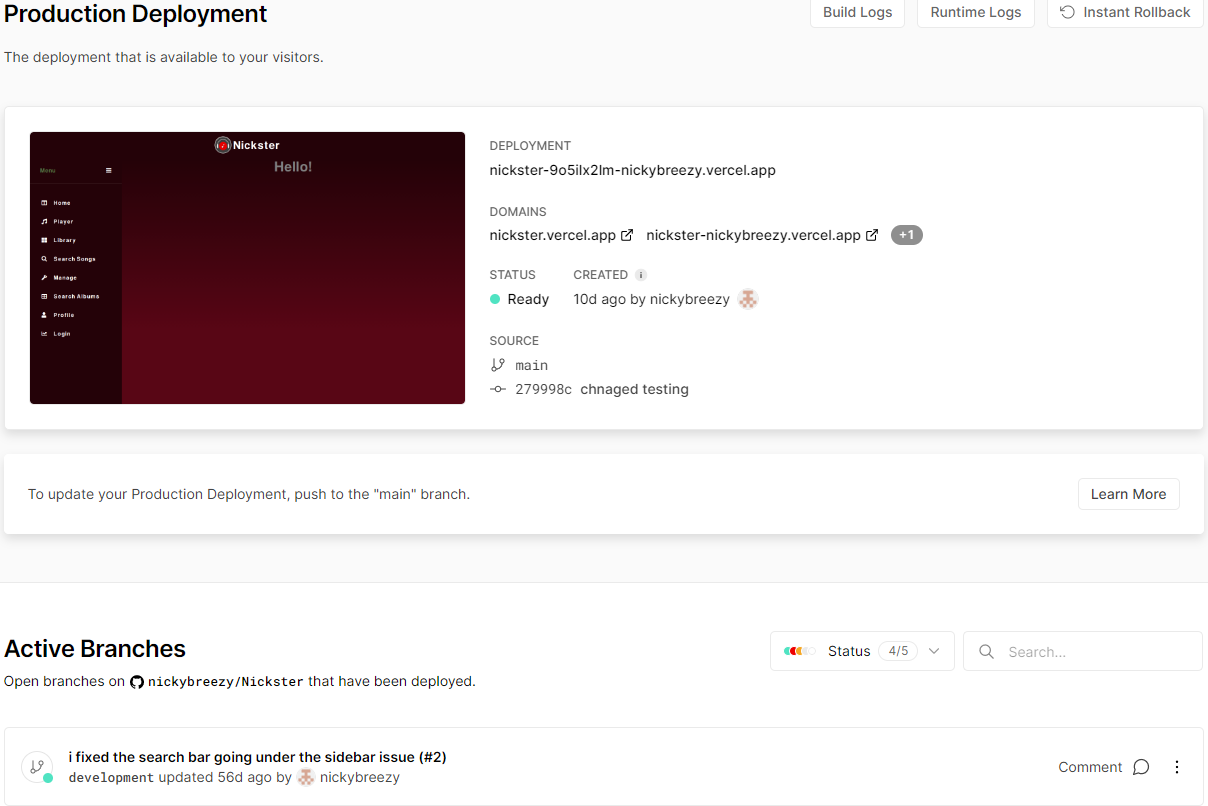 Production Deployment
Build Logs
Runtime Logs
Instant Rollback
The deployment that is available to your visitors.
Nickster
Hello!
Menu
Home
Player
Library
Search Songs
Manage
Search Albums
Profile
Login
DEPLOYMENT
nickster-9o5ilx2lm-nickybreezy.vercel.app
DOMAINS
nickster.vercel.app nickster-nickybreezy.vercel.app +1
STATUS CREATED
Ready 10d ago by nickybreezy
SOURCE
main
279998c chnaged testing
To update your Production Deployment, push to the "main" branch.
Learn More
Active Branches
Status 4/5
Search...
Open branches on nickybreezy/Nickster that have been deployed.
i fixed the search bar going under the sidebar issue (#2)
development updated 56d ago by nickybreezy
Comment